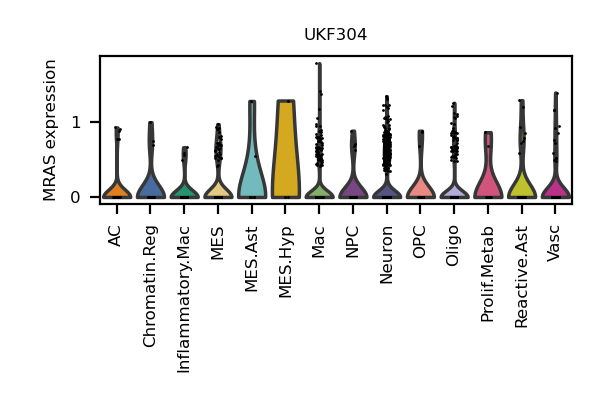 UKF304
MRAS expression
1
0
AC
Chromatin.Reg
Inflammatory.Mac
MES
MES.Ast
MES.Hyp
Mac
NPC
Neuron
OPC
Oligo
Prolif.Metab
Reactive.Ast
Vasc